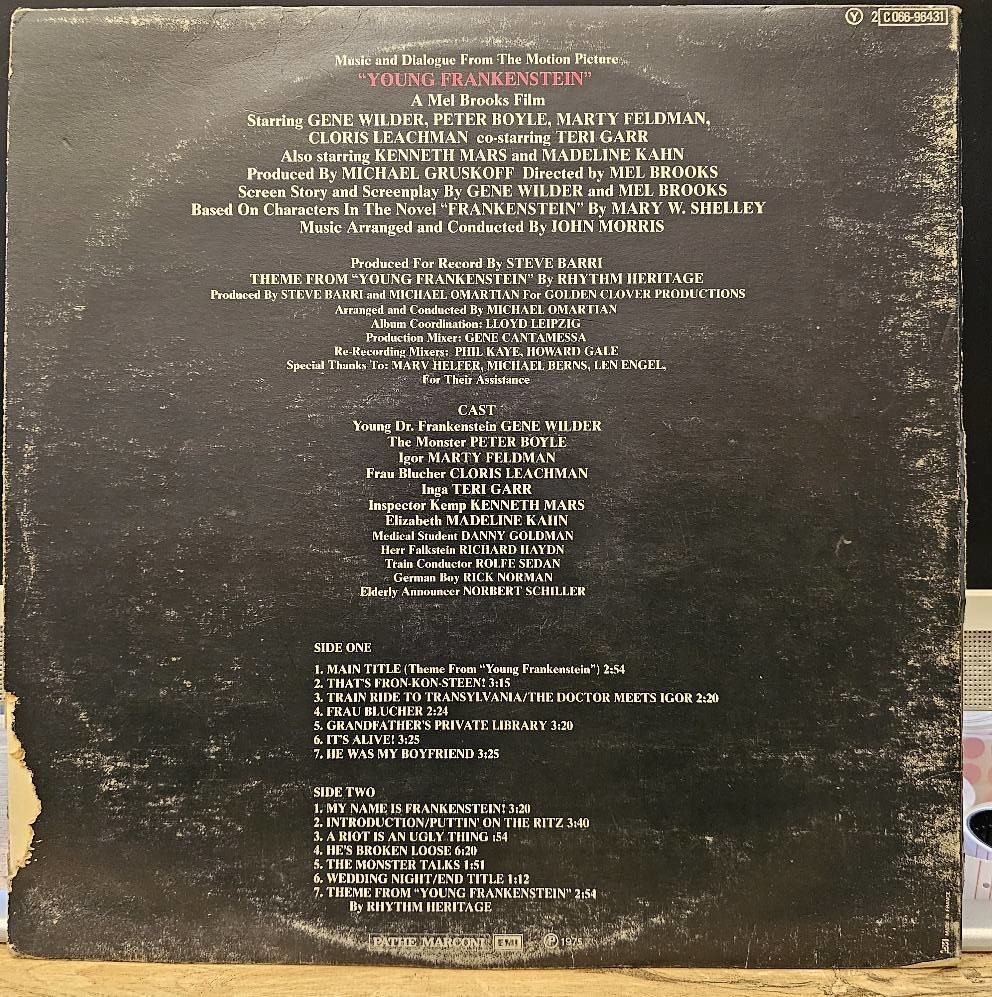 Y 2 C 066-96431
Music and Dialogue From The Motion Picture
"YOUNG FRANKENSTEIN"
A Mel Brooks Film
Starring GENE WILDER, PETER BOYLE, MARTY FELDMAN,
CLORIS LEACHMAN co-starring TERI GARR
Also starring KENNETH MARS and MADELINE KAHN
Produced By MICHAEL GRUSKOFF Directed by MEL BROOKS
Screen Story and Screenplay By GENE WILDER and MEL BROOKS
Based On Characters In The Novel "FRANKENSTEIN" By MARY W. SHELLEY
Music Arranged and Conducted By JOHN MORRIS
Produced For Record By STEVE BARRI
THEME FROM "YOUNG FRANKENSTEIN" By RHYTHM HERITAGE
Produced By STEVE BARRI and MICHAEL OMARTIAN For GOLDEN CLOVER PRODUCTIONS
Arranged and Conducted By MICHAEL OMARTIAN
Album Coordination: LLOYD LEIPZIG
Production Mixer: GENE CANTAMESSA
Re-Recording Mixers: PHIL KAYE, HOWARD GALE
Special Thanks To: MARV HELFER, MICHAEL BERNS, LEN ENGEL,
For Their Assistance
CAST
Young Dr. Frankenstein GENE WILDER
The Monster PETER BOYLE
Igor MARTY FELDMAN
Frau Blucher CLORIS LEACHMAN
Inga TERI GARR
Inspector Kemp KENNETH MARS
Elizabeth MADELINE KAHN
Medical Student DANNY GOLDMAN
Herr Falkstein RICHARD HAYDN
Train Conductor ROLFE SEDAN
German Boy RICK NORMAN
Elderly Announcer NORBERT SCHILLER
SIDE ONE
1. MAIN TITLE (Theme From "Young Frankenstein") 2:54
2. THAT'S FRON-KON-STEEN! 3:15
3. TRAIN RIDE TO TRANSYLVANIA/THE DOCTOR MEETS IGOR 2:20
4. FRAU BLUCHER 2:24
5. GRANDFATHER'S PRIVATE LIBRARY 3:20
6. IT'S ALIVE! 3:25
7. HE WAS MY BOYFRIEND 3:25
SIDE TWO
1. MY NAME IS FRANKENSTEIN! 3:20
2. INTRODUCTION/PUTTIN' ON THE RITZ 3:40
3. A RIOT IS AN UGLY THING :54
4. HE'S BROKEN LOOSE 6:20
5. THE MONSTER TALKS 1:51
6. WEDDING NIGHT/END TITLE 1:12
7. THEME FROM "YOUNG FRANKENSTEIN" 2:54
By RHYTHM HERITAGE
PATHE MARCONI EMI ℗ 1975